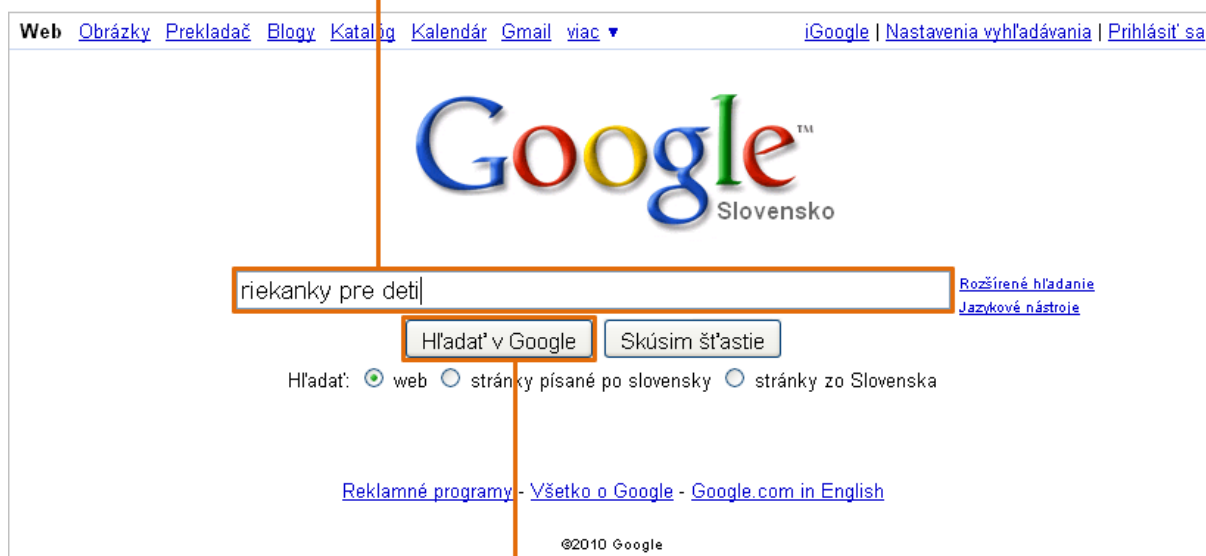 Web Obrázky Prekladač Blogy Katalóg Kalendár Gmail viac ▼ iGoogle | Nastavenia vyhľadávania | Prihlásiť sa
Google™
Slovensko
riekanky pre deti
Rozšírené hľadanie
Jazykové nástroje
Hľadať v Google Skúsim šťastie
Hľadať: web stránky písané po slovensky stránky zo Slovenska
Reklamné programy - Všetko o Google - Google.com in English
©2010 Google